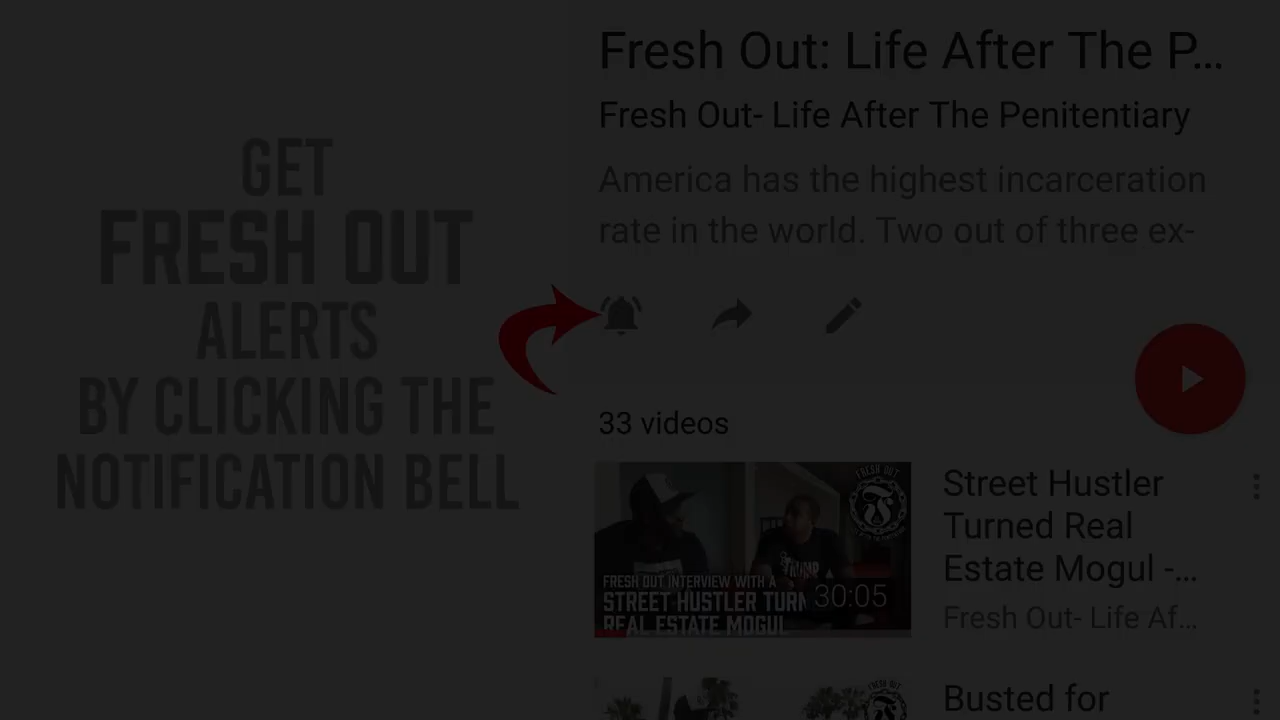 GET
FRESH OUT
ALERTS
BY CLICKING THE
NOTIFICATION BELL
Fresh Out: Life After The P...
Fresh Out- Life After The Penitentiary
America has the highest incarceration
rate in the world. Two out of three ex-
33 videos
FRESH OUT
TRUMP
FRESH OUT INTERVIEW WITH A
STREET HUSTLER TURN
REAL ESTATE MOGUL
30:05
Street Hustler
Turned Real
Estate Mogul -...
Fresh Out- Life Af...
FRESH OUT
Busted for